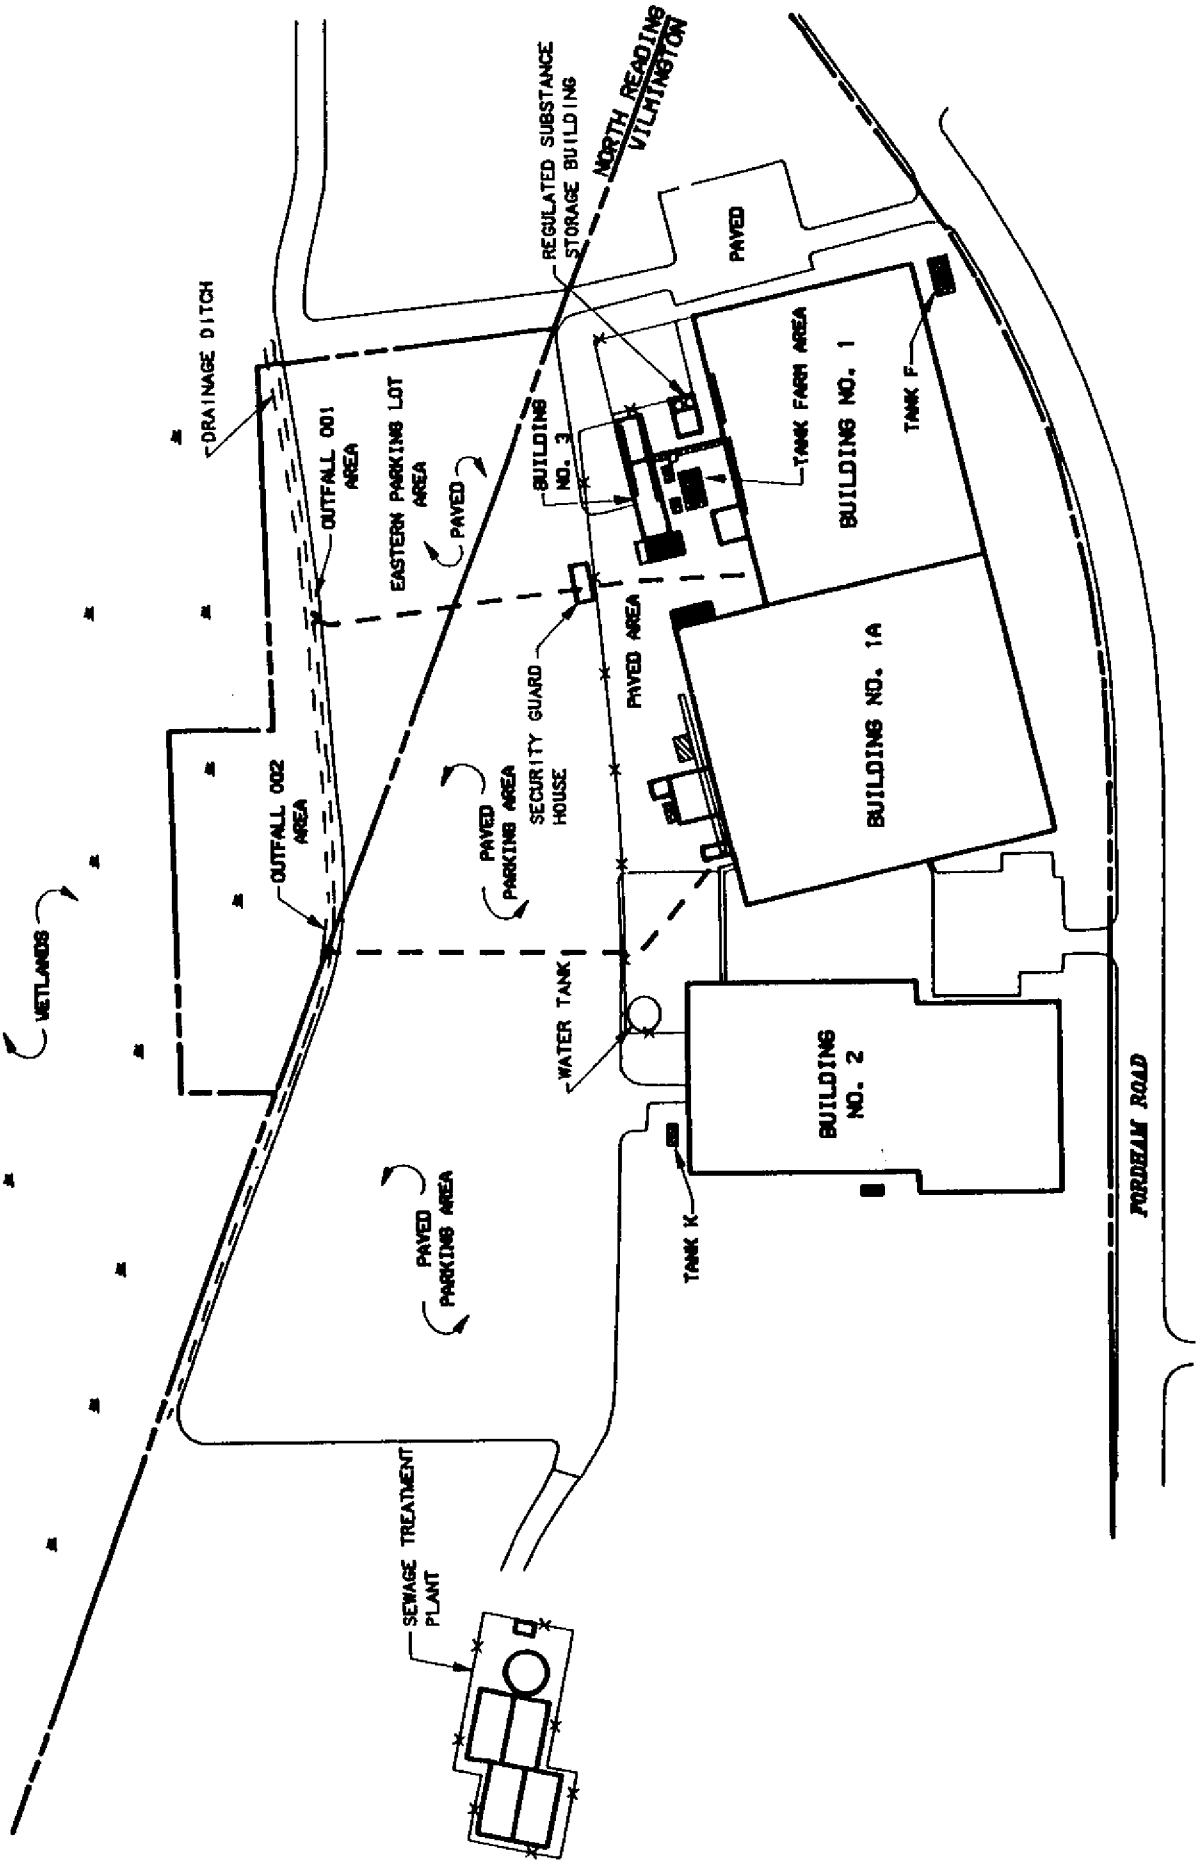 WETLANDS
DRAINAGE DITCH
OUTFALL 001
AREA
OUTFALL 002
AREA
EASTERN PARKING LOT
AREA
PAVED
NORTH READING
WILMINGTON
REGULATED SUBSTANCE
STORAGE BUILDING
PAVED
BUILDING
NO. 3
SECURITY GUARD
HOUSE
PAVED
PARKING AREA
PAVED AREA
TANK FARM AREA
BUILDING NO. 1
TANK F
BUILDING NO. 1A
WATER TANK
BUILDING
NO. 2
TANK K
PAVED
PARKING AREA
SEWAGE TREATMENT
PLANT
FORDHAM ROAD